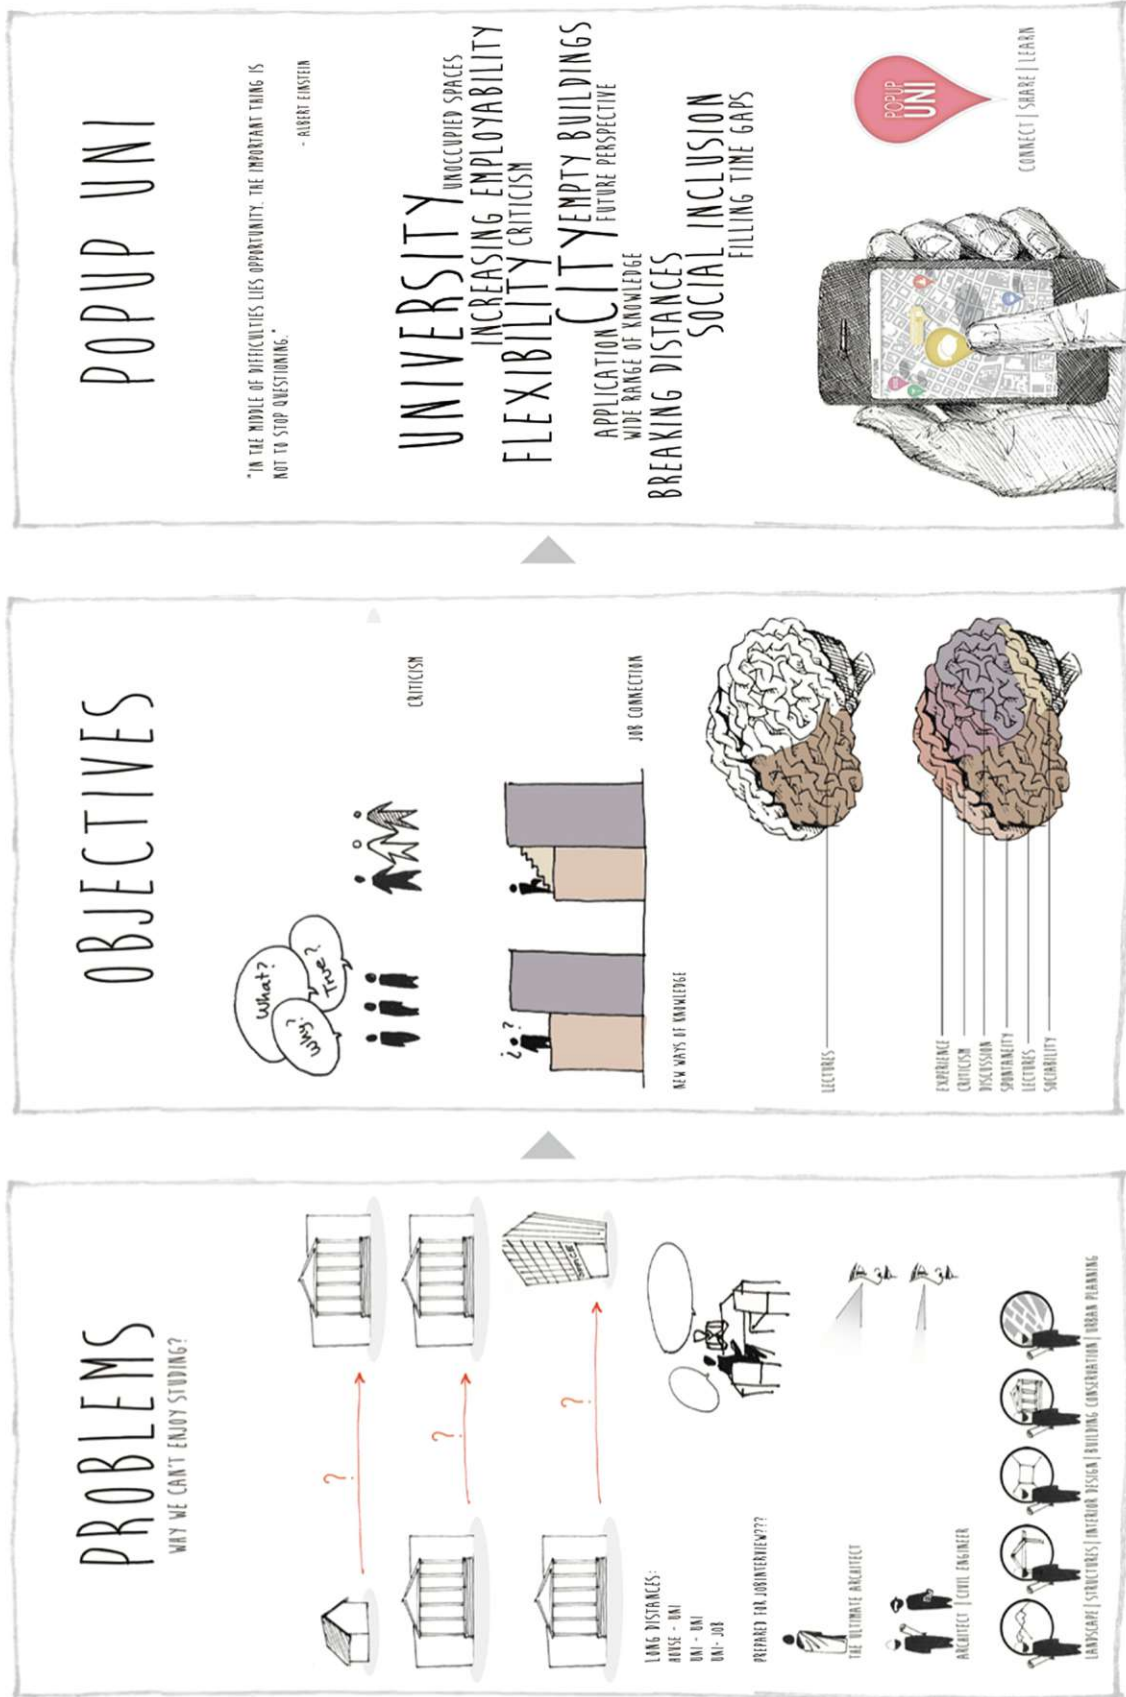 PROBLEMS
WAY WE CAN'T ENJOY STUDING?
?
?
?
LONG DISTANCES:
HOUSE - UNI
UNI - UNI
UNI - JOB
PREPARED FOR JOBINTERVIEW???
THE ULTIMATE ARCHITECT
ARCHITECT | CIVIL ENGINEER
LANDSCAPE | STRUCTURES | INTERIOR DESIGN | BUILDING CONSERVATION | URBAN PLANNING
OBJECTIVES
What?
Why?
True?
CRITICISM
? ?
JOB CONNECTION
NEW WAYS OF KNOWLEDGE
LECTURES
EXPERIENCE
CRITICISM
DISCUSSION
SPONTANEITY
LECTURES
SOCIABILITY
POPUP UNI
"IN THE MIDDLE OF DIFFICULTIES LIES OPPORTUNITY. THE IMPORTANT THING IS
NOT TO STOP QUESTIONING."
- ALBERT EINSTEIN
UNIVERSITY
UNOCCUPIED SPACES
INCREASING EMPLOYABILITY
FLEXIBILITY
CRITICISM
CITY
EMPTY BUILDINGS
APPLICATION
FUTURE PERSPECTIVE
WIDE RANGE OF KNOWLEDGE
BREAKING DISTANCES
SOCIAL INCLUSION
FILLING TIME GAPS
POPUP
UNI
CONNECT | SHARE | LEARN